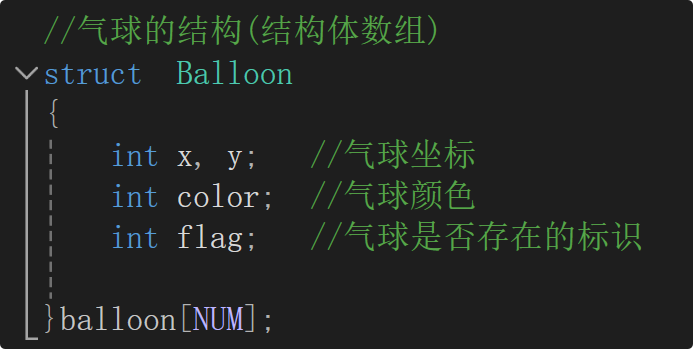 //气球的结构(结构体数组)
struct  Balloon
{
    int x, y;   //气球坐标
    int color;  //气球颜色
    int flag;   //气球是否存在的标识
}balloon[NUM];